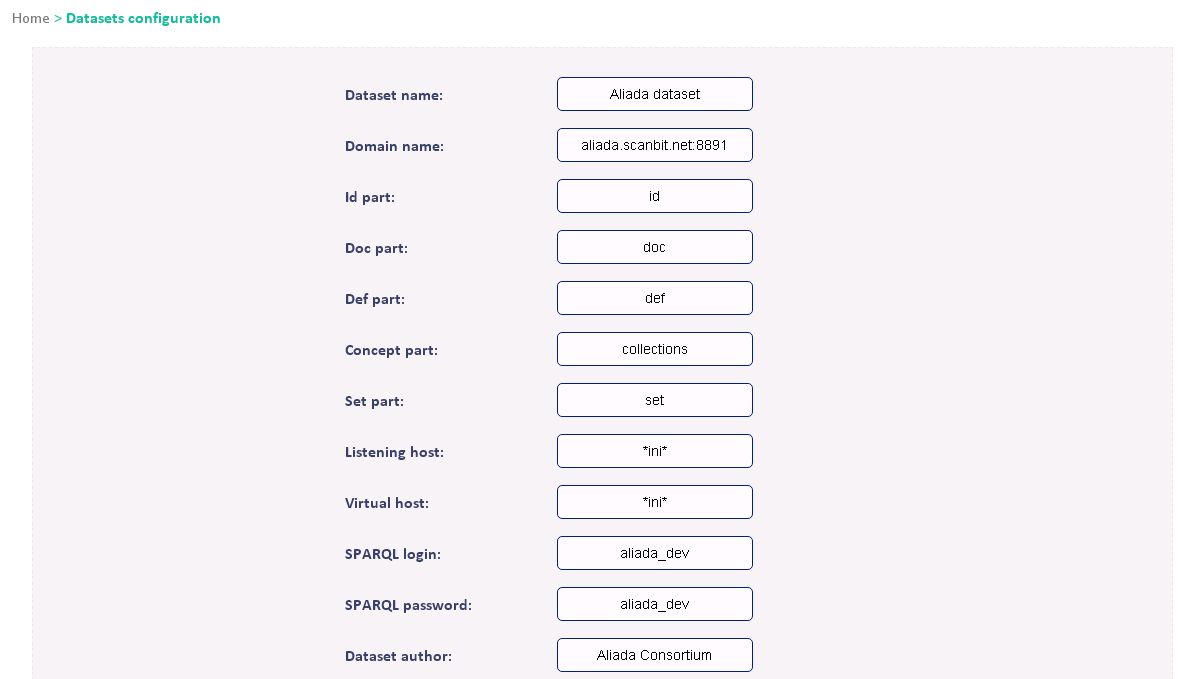 Home > Datasets configuration
Dataset name: Aliada dataset
Domain name: aliada.scanbit.net:8891
Id part: id
Doc part: doc
Def part: def
Concept part: collections
Set part: set
Listening host: *ini*
Virtual host: *ini*
SPARQL login: aliada_dev
SPARQL password: aliada_dev
Dataset author: Aliada Consortium